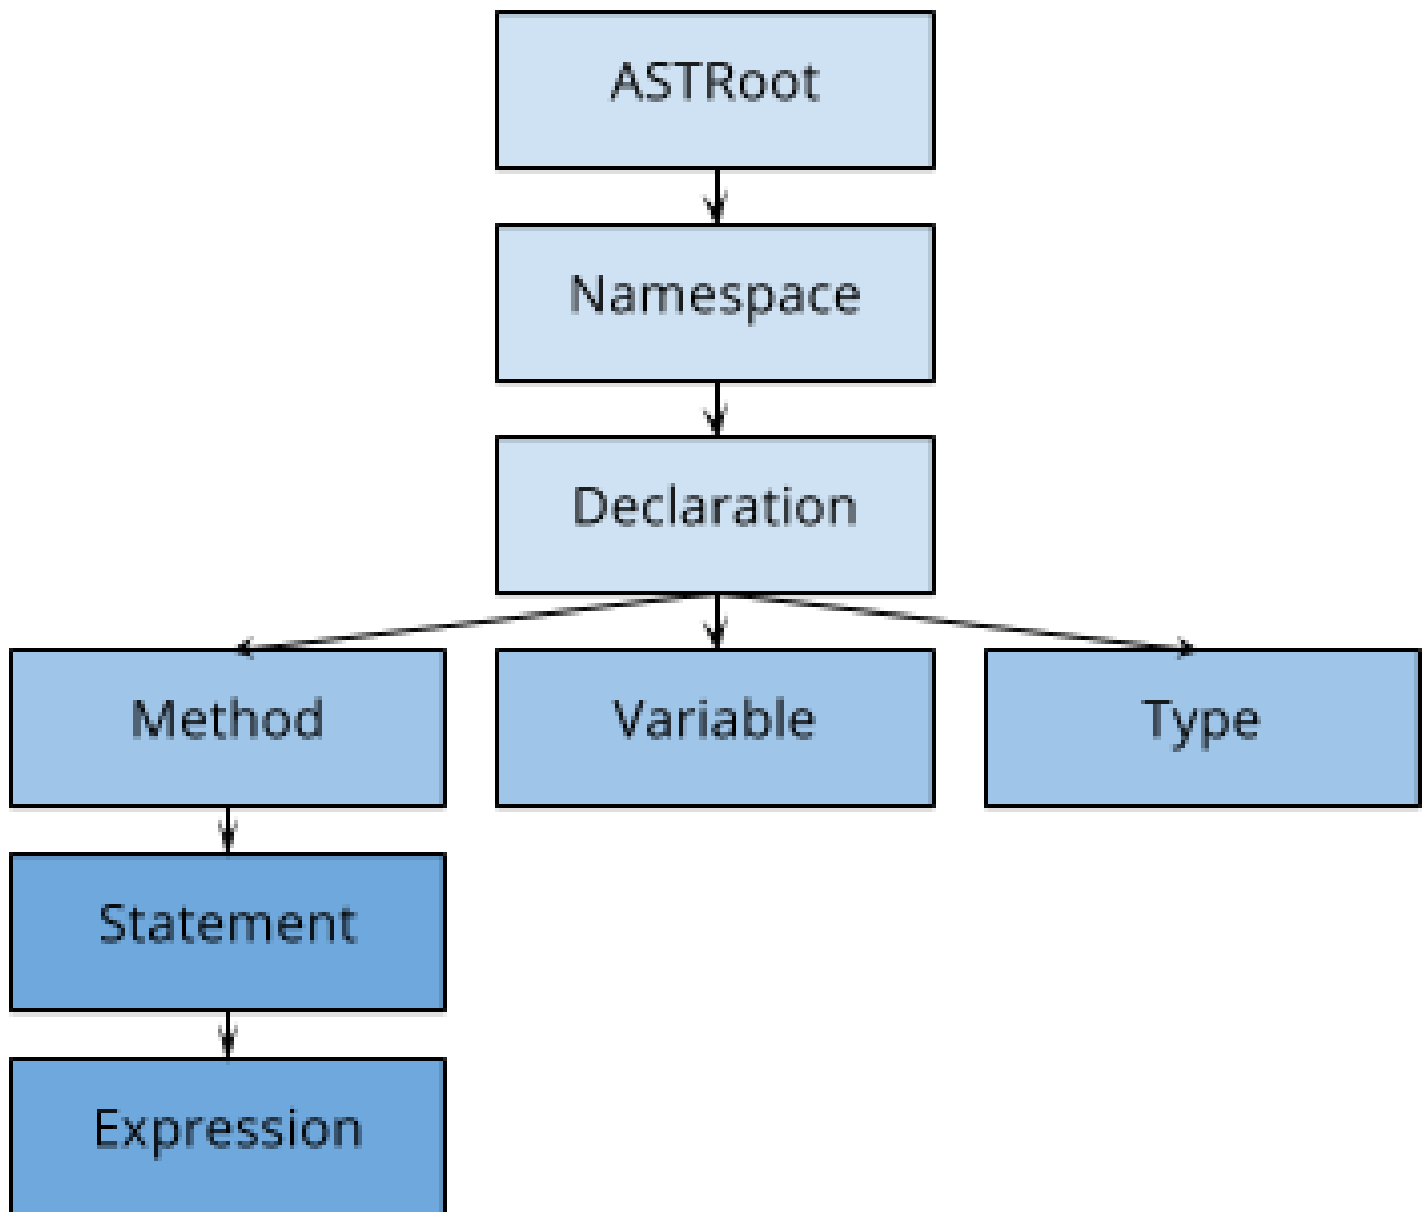 ASTRoot
Namespace
Declaration
Method
Variable
Type
Statement
Expression